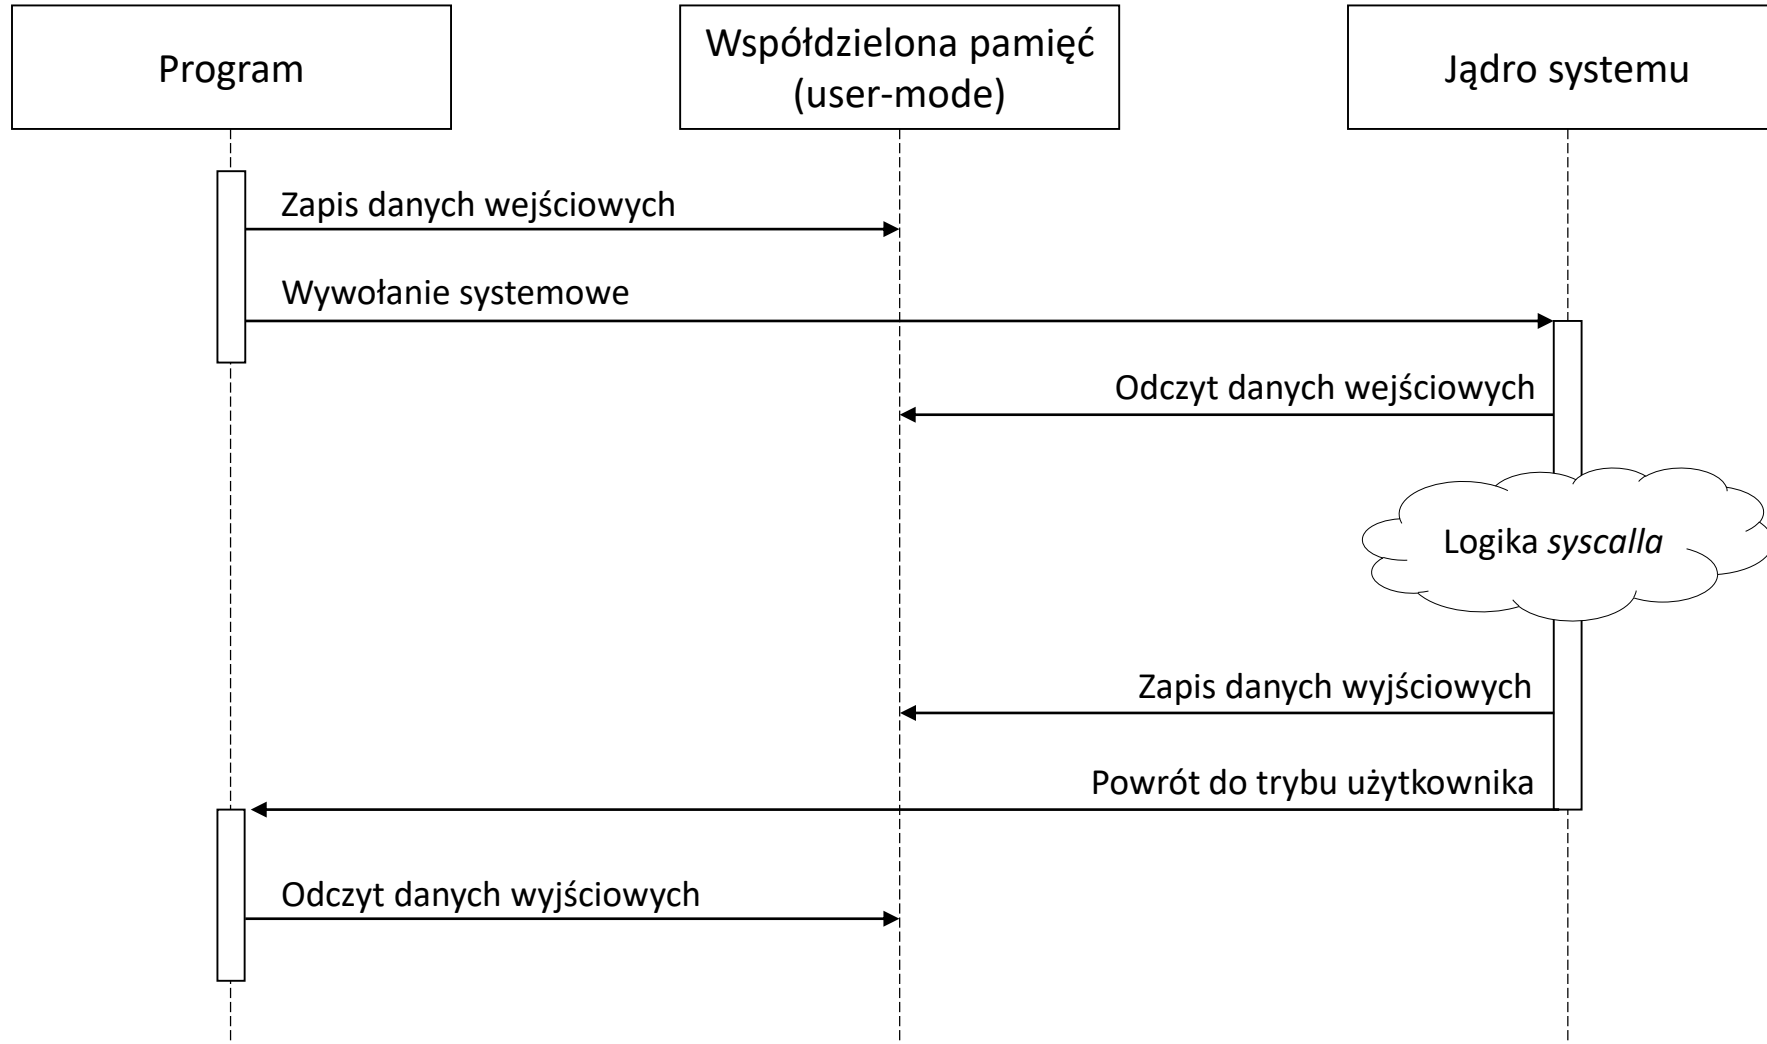 Program
Współdzielona pamięć
(user-mode)
Jądro systemu
Zapis danych wejściowych
Wywołanie systemowe
Odczyt danych wejściowych
Logika syscalla
Zapis danych wyjściowych
Powrót do trybu użytkownika
Odczyt danych wyjściowych